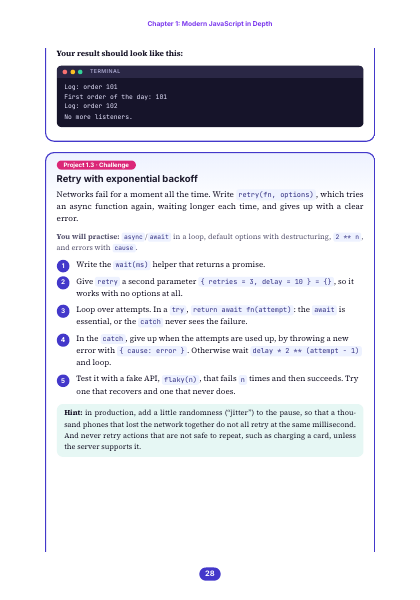 Chapter 1: Modern JavaScript in Depth
Your result should look like this:
TERMINAL
Log: order 101
First order of the day: 101
Log: order 102
No more listeners.
Project 1.3 · Challenge
Retry with exponential backoff
Networks fail for a moment all the time. Write retry(fn, options), which tries
an async function again, waiting longer each time, and gives up with a clear
error.
You will practise: async / await in a loop, default options with destructuring, 2 ** n,
and errors with cause.
1 Write the wait(ms) helper that returns a promise.
2 Give retry a second parameter { retries = 3, delay = 10 } = {}, so it
works with no options at all.
3 Loop over attempts. In a try, return await fn(attempt): the await is
essential, or the catch never sees the failure.
4 In the catch, give up when the attempts are used up, by throwing a new
error with { cause: error }. Otherwise wait delay * 2 ** (attempt - 1)
and loop.
5 Test it with a fake API, flaky(n), that fails n times and then succeeds. Try
one that recovers and one that never does.
Hint: in production, add a little randomness (“jitter”) to the pause, so that a thou-
sand phones that lost the network together do not all retry at the same millisecond.
And never retry actions that are not safe to repeat, such as charging a card, unless
the server supports it.
28